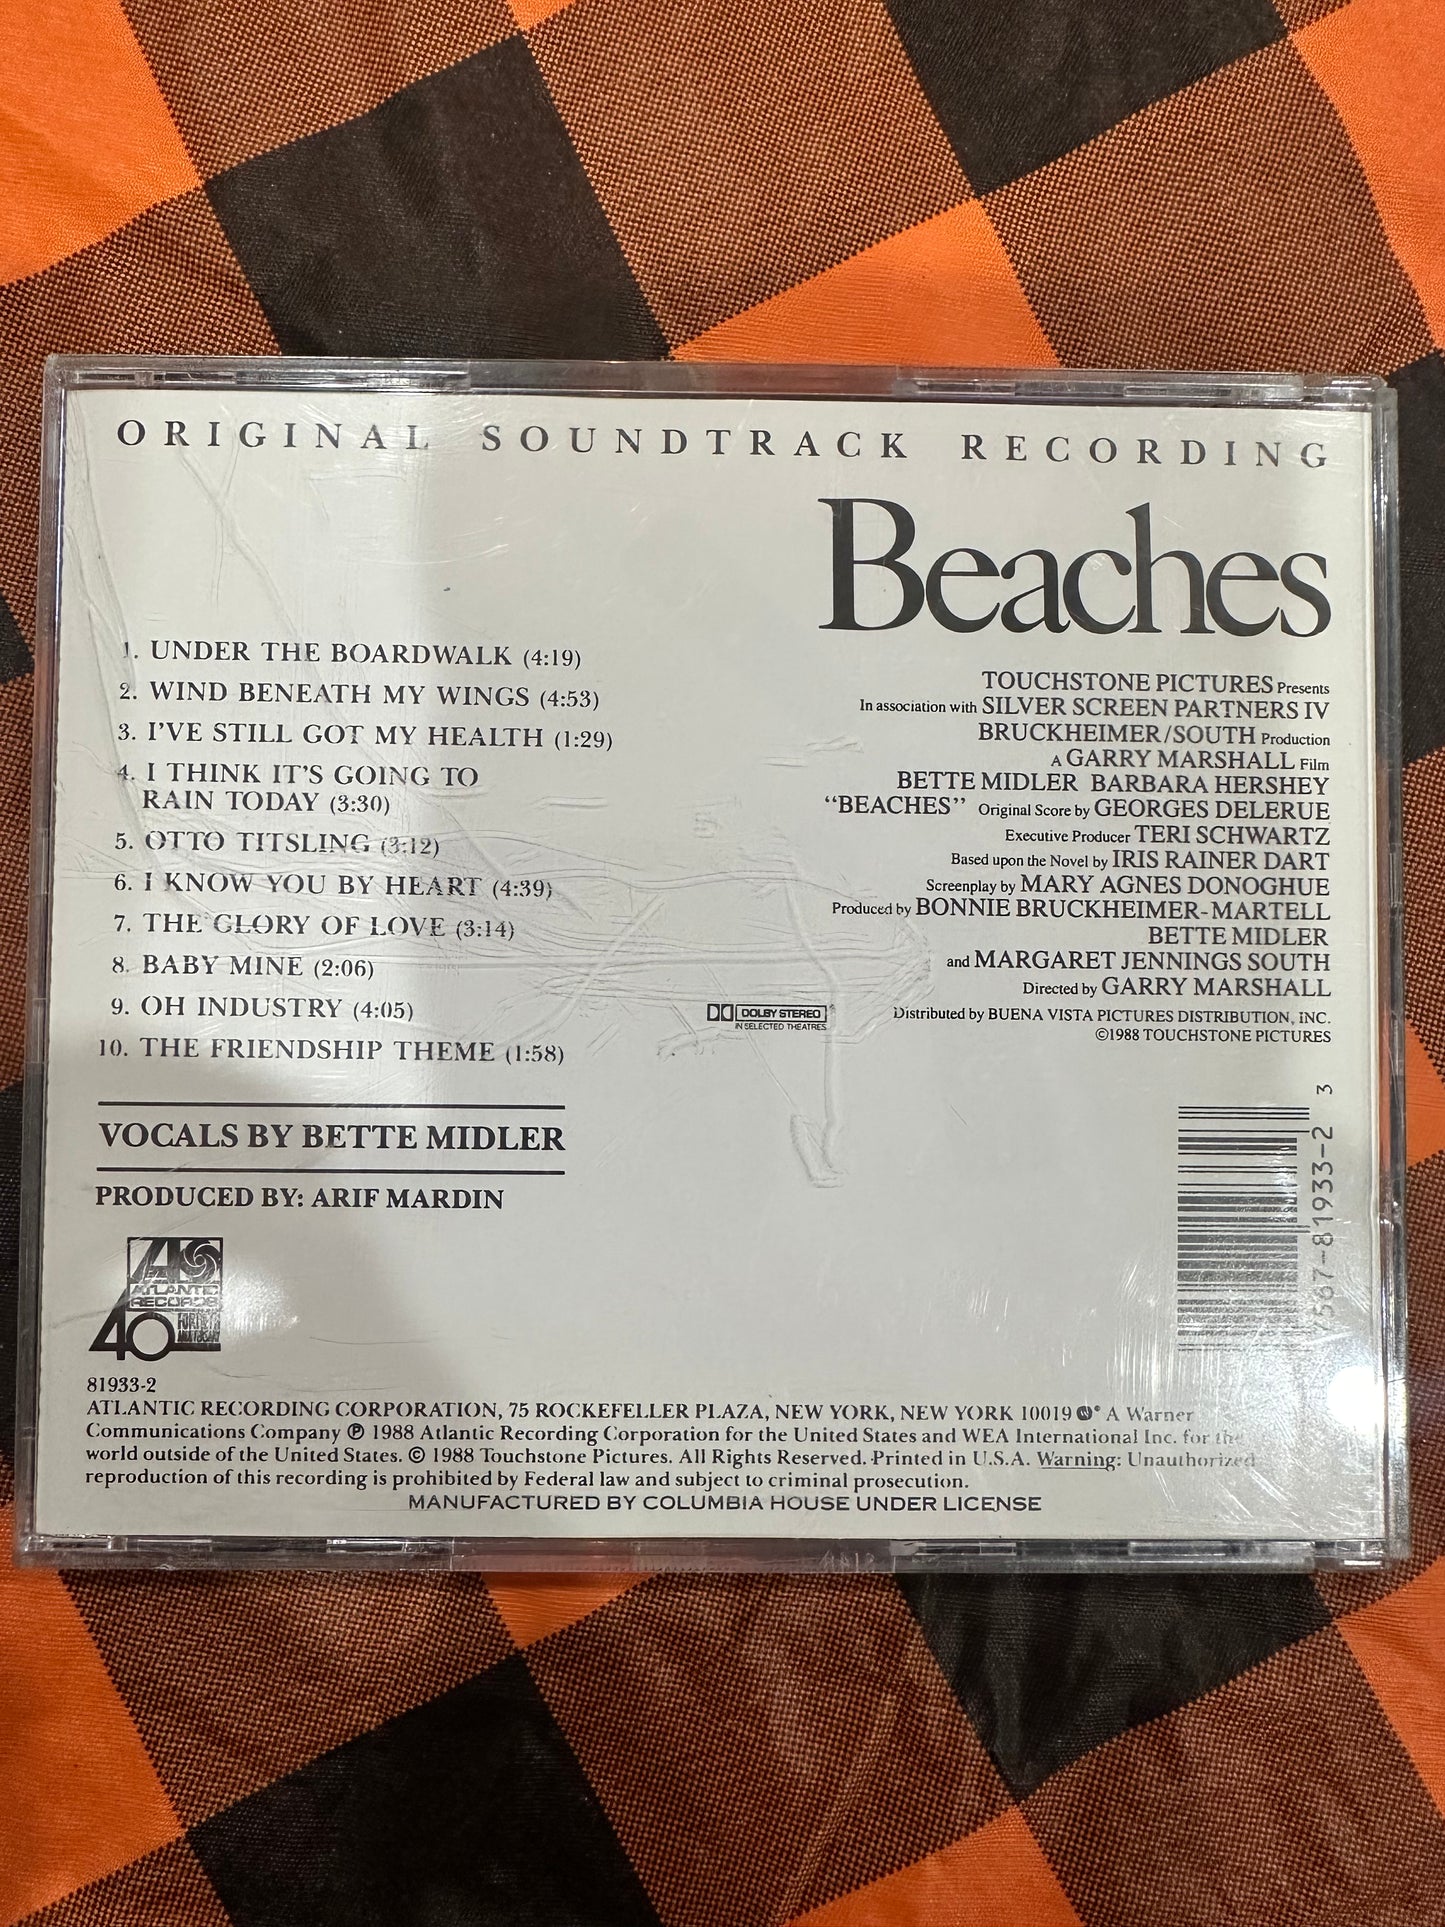 ORIGINAL SOUNDTRACK RECORDING
Beaches
1. UNDER THE BOARDWALK (4:19)
2. WIND BENEATH MY WINGS (4:53)
3. I'VE STILL GOT MY HEALTH (1:29)
4. I THINK IT'S GOING TO
RAIN TODAY (3:30)
5. OTTO TITSLING (3:12)
6. I KNOW YOU BY HEART (4:39)
7. THE GLORY OF LOVE (3:14)
8. BABY MINE (2:06)
9. OH INDUSTRY (4:05)
10. THE FRIENDSHIP THEME (1:58)
VOCALS BY BETTE MIDLER
PRODUCED BY: ARIF MARDIN
TOUCHSTONE PICTURES Presents
In association with SILVER SCREEN PARTNERS IV
BRUCKHEIMER/SOUTH Production
A GARRY MARSHALL Film
BETTE MIDLER BARBARA HERSHEY
“BEACHES” Original Score by GEORGES DELERUE
Executive Producer TERI SCHWARTZ
Based upon the Novel by IRIS RAINER DART
Screenplay by MARY AGNES DONOGHUE
Produced by BONNIE BRUCKHEIMER-MARTELL
BETTE MIDLER
and MARGARET JENNINGS SOUTH
Directed by GARRY MARSHALL
Distributed by BUENA VISTA PICTURES DISTRIBUTION, INC.
©1988 TOUCHSTONE PICTURES
DOLBY STEREO
IN SELECTED THEATRES
7567-81933-2 3
ATLANTIC
RECORDS
40 FORTIETH
ANNIVERSARY
81933-2
ATLANTIC RECORDING CORPORATION, 75 ROCKEFELLER PLAZA, NEW YORK, NEW YORK 10019 ® A Warner
Communications Company ℗ 1988 Atlantic Recording Corporation for the United States and WEA International Inc. for the
world outside of the United States. © 1988 Touchstone Pictures. All Rights Reserved. Printed in U.S.A. Warning: Unauthorized
reproduction of this recording is prohibited by Federal law and subject to criminal prosecution.
MANUFACTURED BY COLUMBIA HOUSE UNDER LICENSE